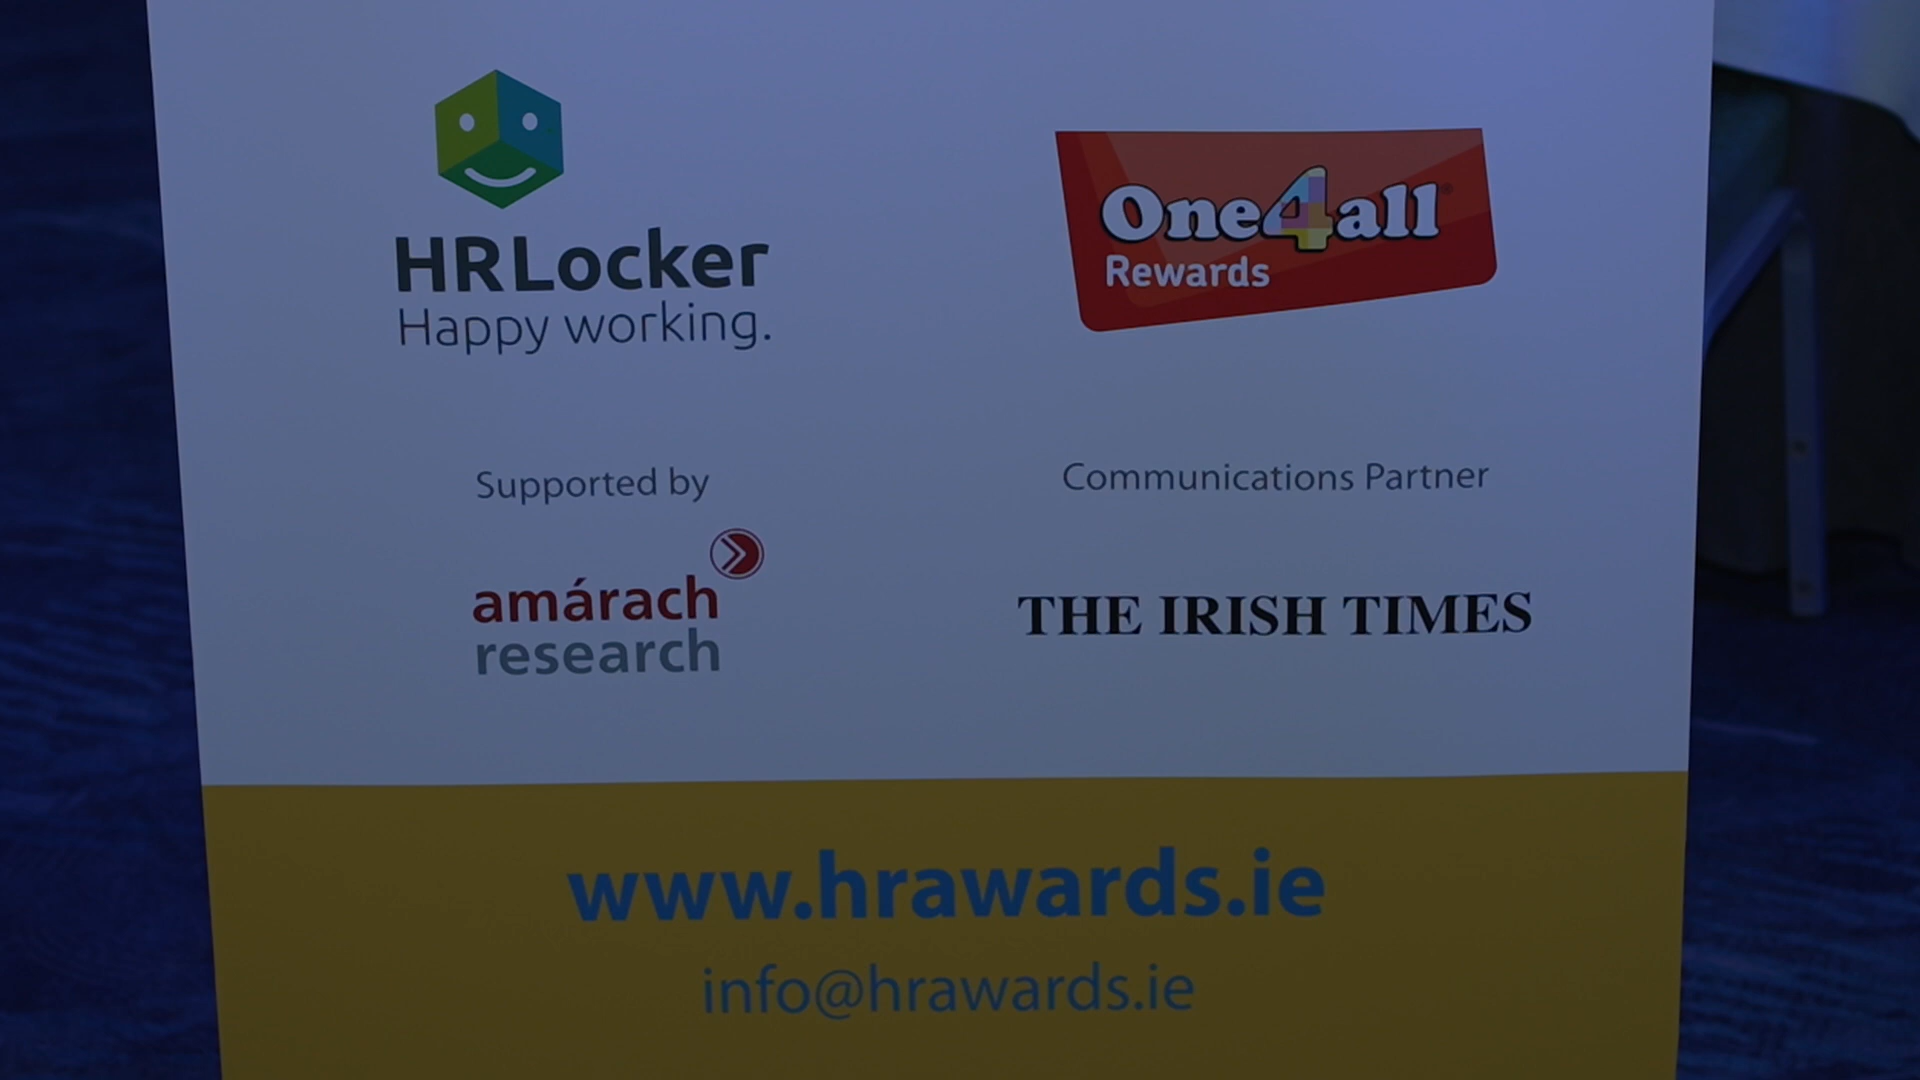 HRLocker
Happy working.
One4all
Rewards
Supported by
amárach
research
Communications Partner
THE IRISH TIMES
www.hrawards.ie
info@hrawards.ie